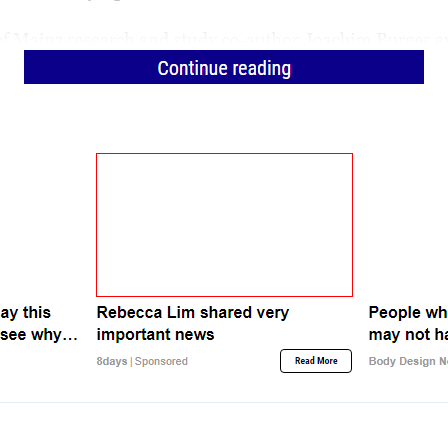 Continue reading
ay this
see why…
Rebecca Lim shared very
important news
8days | Sponsored
Read More
People wh
may not ha
Body Design N